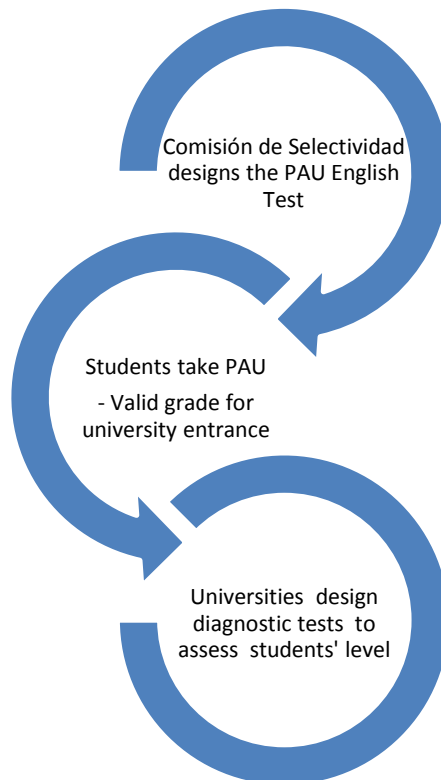 Comisión de Selectividad
designs the PAU English
Test
Students take PAU
- Valid grade for
university entrance
Universities design
diagnostic tests to
assess students' level